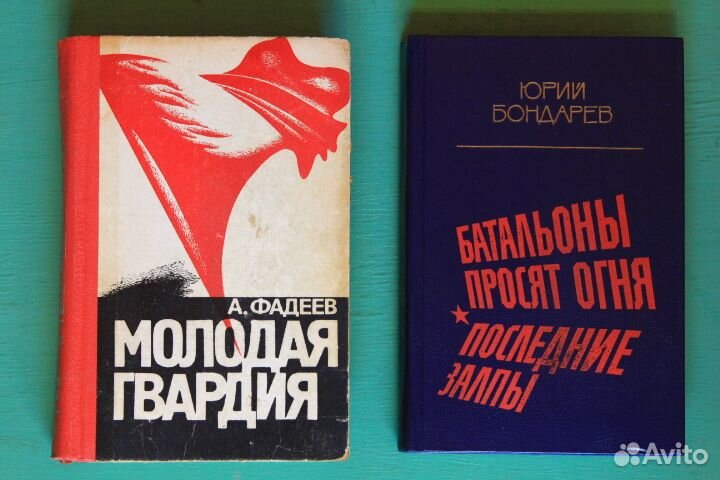 А. ФАДЕЕВ
МОЛОДАЯ
ГВАРДИЯ
ЮРИЙ
БОНДАРЕВ
БАТАЛЬОНЫ
ПРОСЯТ ОГНЯ
ПОСЛЕДНИЕ
ЗАЛПЫ
Avito